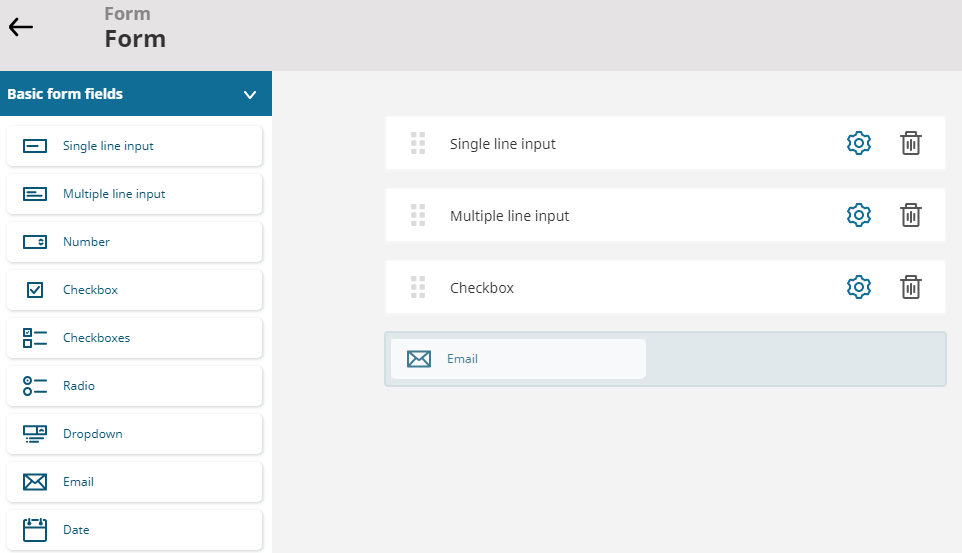 Form
Form
Basic form fields
Single line input
Multiple line input
Number
Checkbox
Checkboxes
Radio
Dropdown
Email
Date
Single line input
Multiple line input
Checkbox
Email